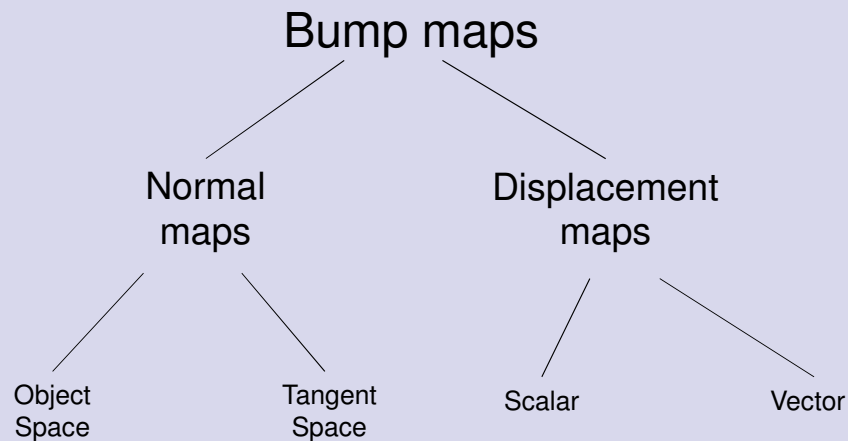 Bump maps
Normal
maps
Displacement
maps
Object
Space
Tangent
Space
Scalar
Vector